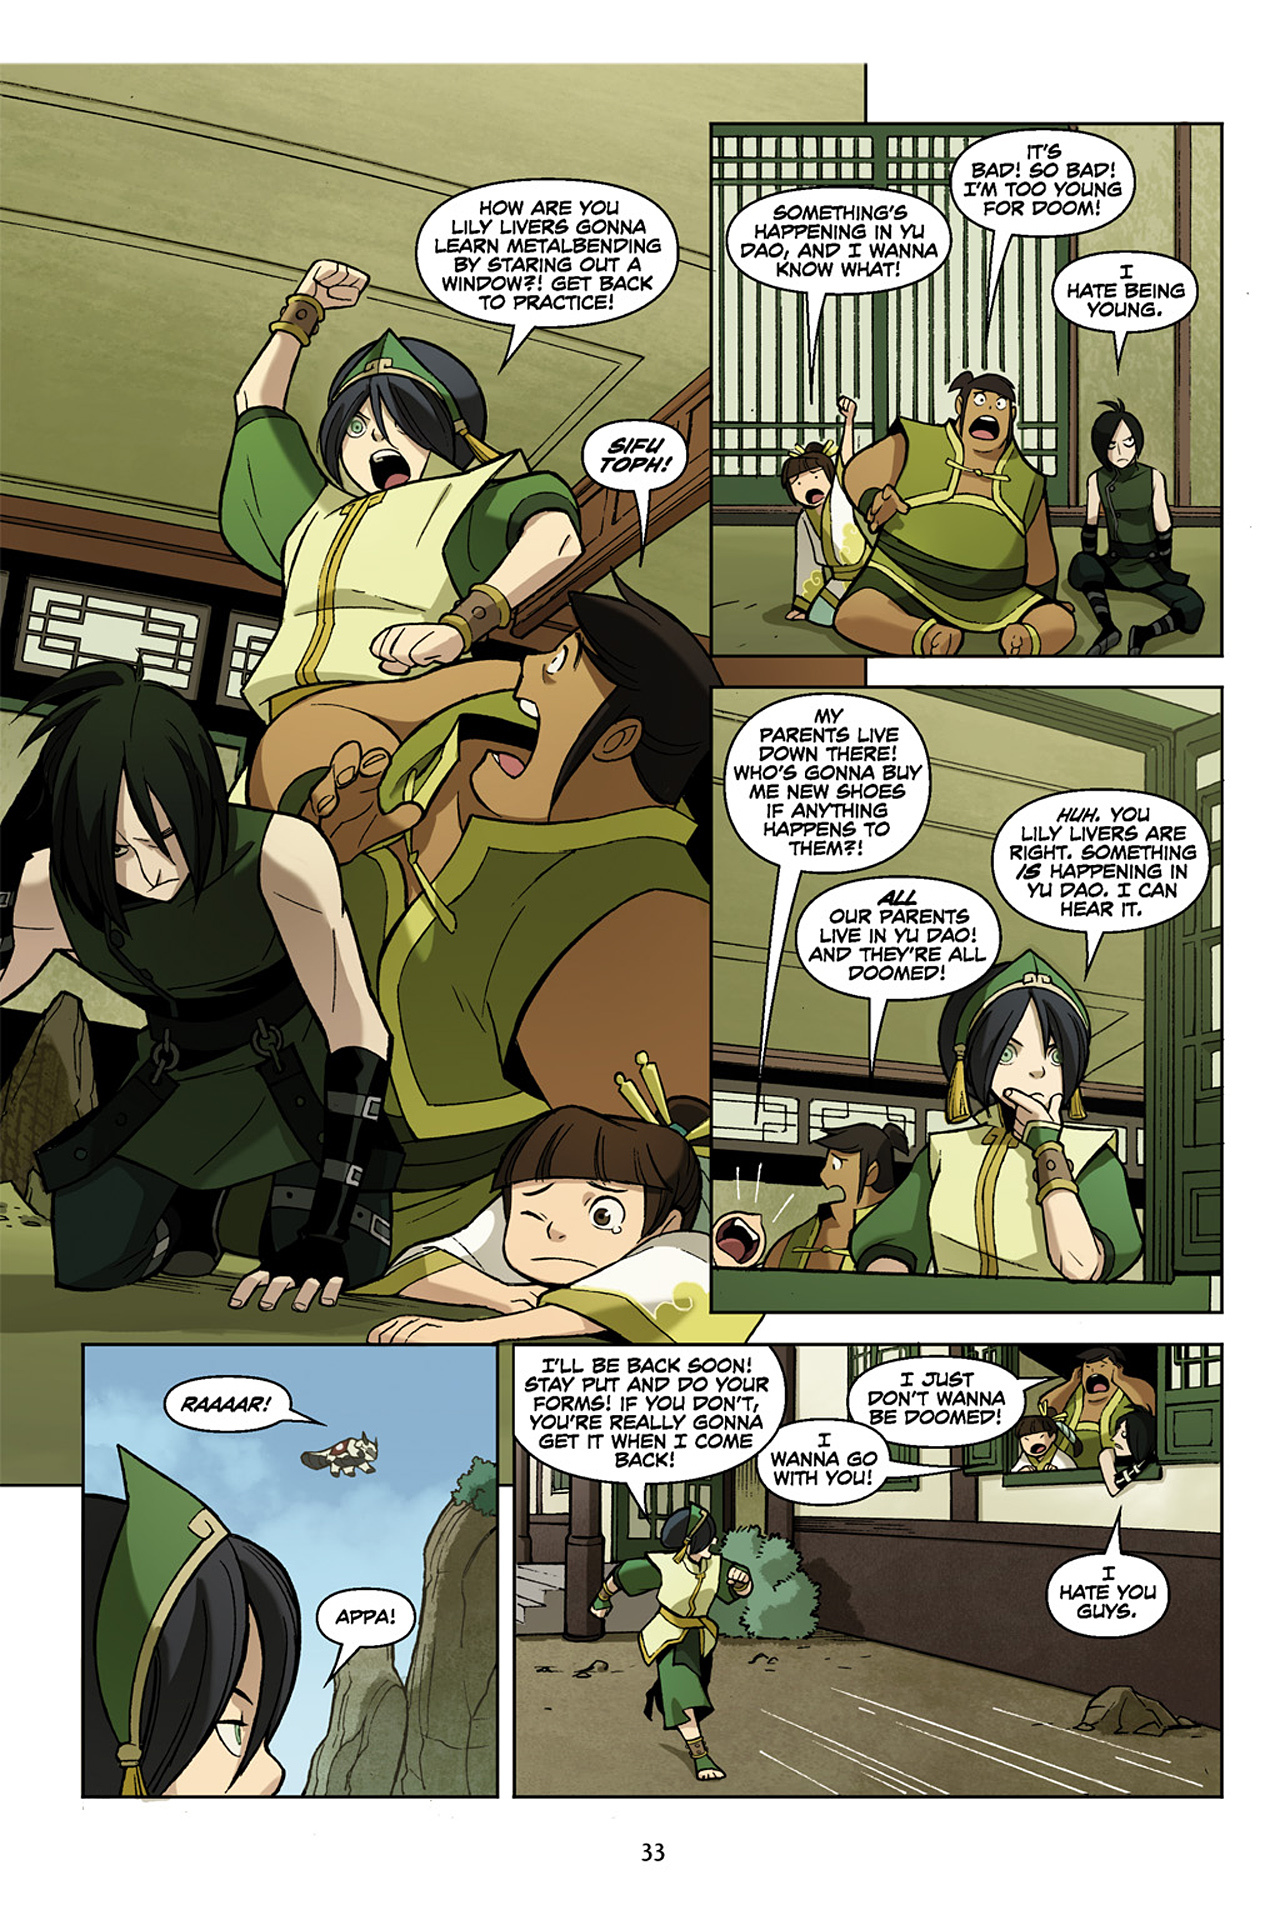 HOW ARE YOU
LILY LIVERS GONNA
LEARN METALBENDING
BY STARING OUT A
WINDOW?! GET BACK
TO PRACTICE!
SIFU
TOPH!
SOMETHING'S
HAPPENING IN YU
DAO, AND I WANNA
KNOW WHAT!
IT'S
BAD! SO BAD!
I'M TOO YOUNG
FOR DOOM!
I
HATE BEING
YOUNG.
MY
PARENTS LIVE
DOWN THERE!
WHO'S GONNA BUY
ME NEW SHOES
IF ANYTHING
HAPPENS TO
THEM?!
ALL
OUR PARENTS
LIVE IN YU DAO!
AND THEY'RE ALL
DOOMED!
HUH. YOU
LILY LIVERS ARE
RIGHT. SOMETHING
IS HAPPENING IN
YU DAO. I CAN
HEAR IT.
RAAAAR!
APPA!
I'LL BE BACK SOON!
STAY PUT AND DO YOUR
FORMS! IF YOU DON'T,
YOU'RE REALLY GONNA
GET IT WHEN I COME
BACK!
I
WANNA GO
WITH YOU!
I JUST
DON'T WANNA
BE DOOMED!
I
HATE YOU
GUYS.
33